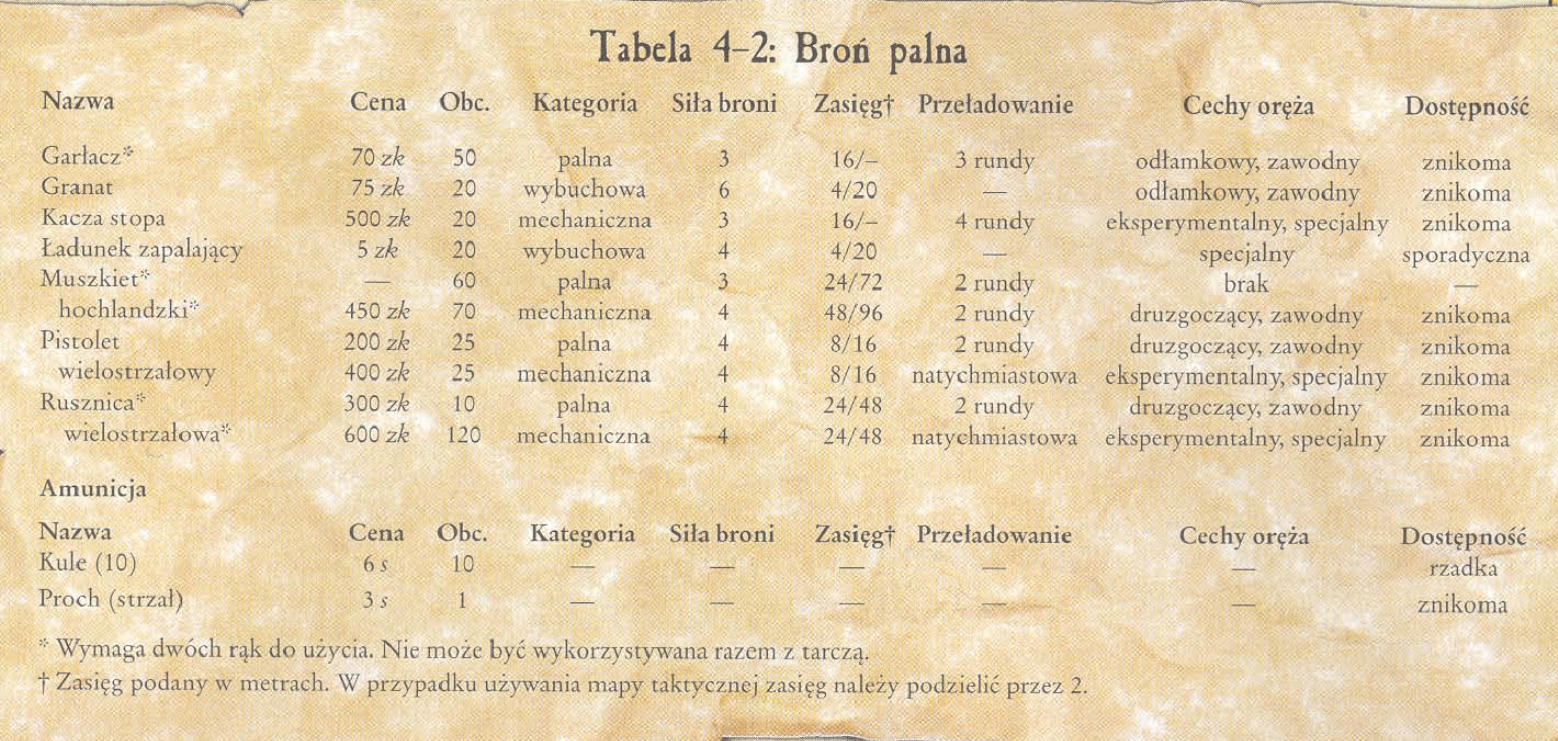 Tabela 4–2: Broń palna
Nazwa Cena Obc. Kategoria Siła broni Zasięg† Przeładowanie Cechy oręża Dostępność
Garłacz* 70 zk 50 palna 3 16/– 3 rundy odłamkowy, zawodny znikoma
Granat 75 zk 20 wybuchowa 6 4/20 — odłamkowy, zawodny znikoma
Kacza stopa 500 zk 20 mechaniczna 3 16/– 4 rundy eksperymentalny, specjalny znikoma
Ładunek zapalający 5 zk 20 wybuchowa 4 4/20 — specjalny sporadyczna
Muszkiet* — 60 palna 3 24/72 2 rundy brak —
hochlandzki* 450 zk 70 mechaniczna 4 48/96 2 rundy druzgoczący, zawodny znikoma
Pistolet 200 zk 25 palna 4 8/16 2 rundy druzgoczący, zawodny znikoma
wielostrzałowy 400 zk 25 mechaniczna 4 8/16 natychmiastowa eksperymentalny, specjalny znikoma
Rusznica* 300 zk 10 palna 4 24/48 2 rundy druzgoczący, zawodny znikoma
wielostrzałowa* 600 zk 120 mechaniczna 4 24/48 natychmiastowa eksperymentalny, specjalny znikoma
Amunicja
Nazwa Cena Obc. Kategoria Siła broni Zasięg† Przeładowanie Cechy oręża Dostępność
Kule (10) 6 s 10 — — — — — rzadka
Proch (strzał) 3 s 1 — — — — — znikoma
* Wymaga dwóch rąk do użycia. Nie może być wykorzystywana razem z tarczą.
† Zasięg podany w metrach. W przypadku używania mapy taktycznej zasięg należy podzielić przez 2.